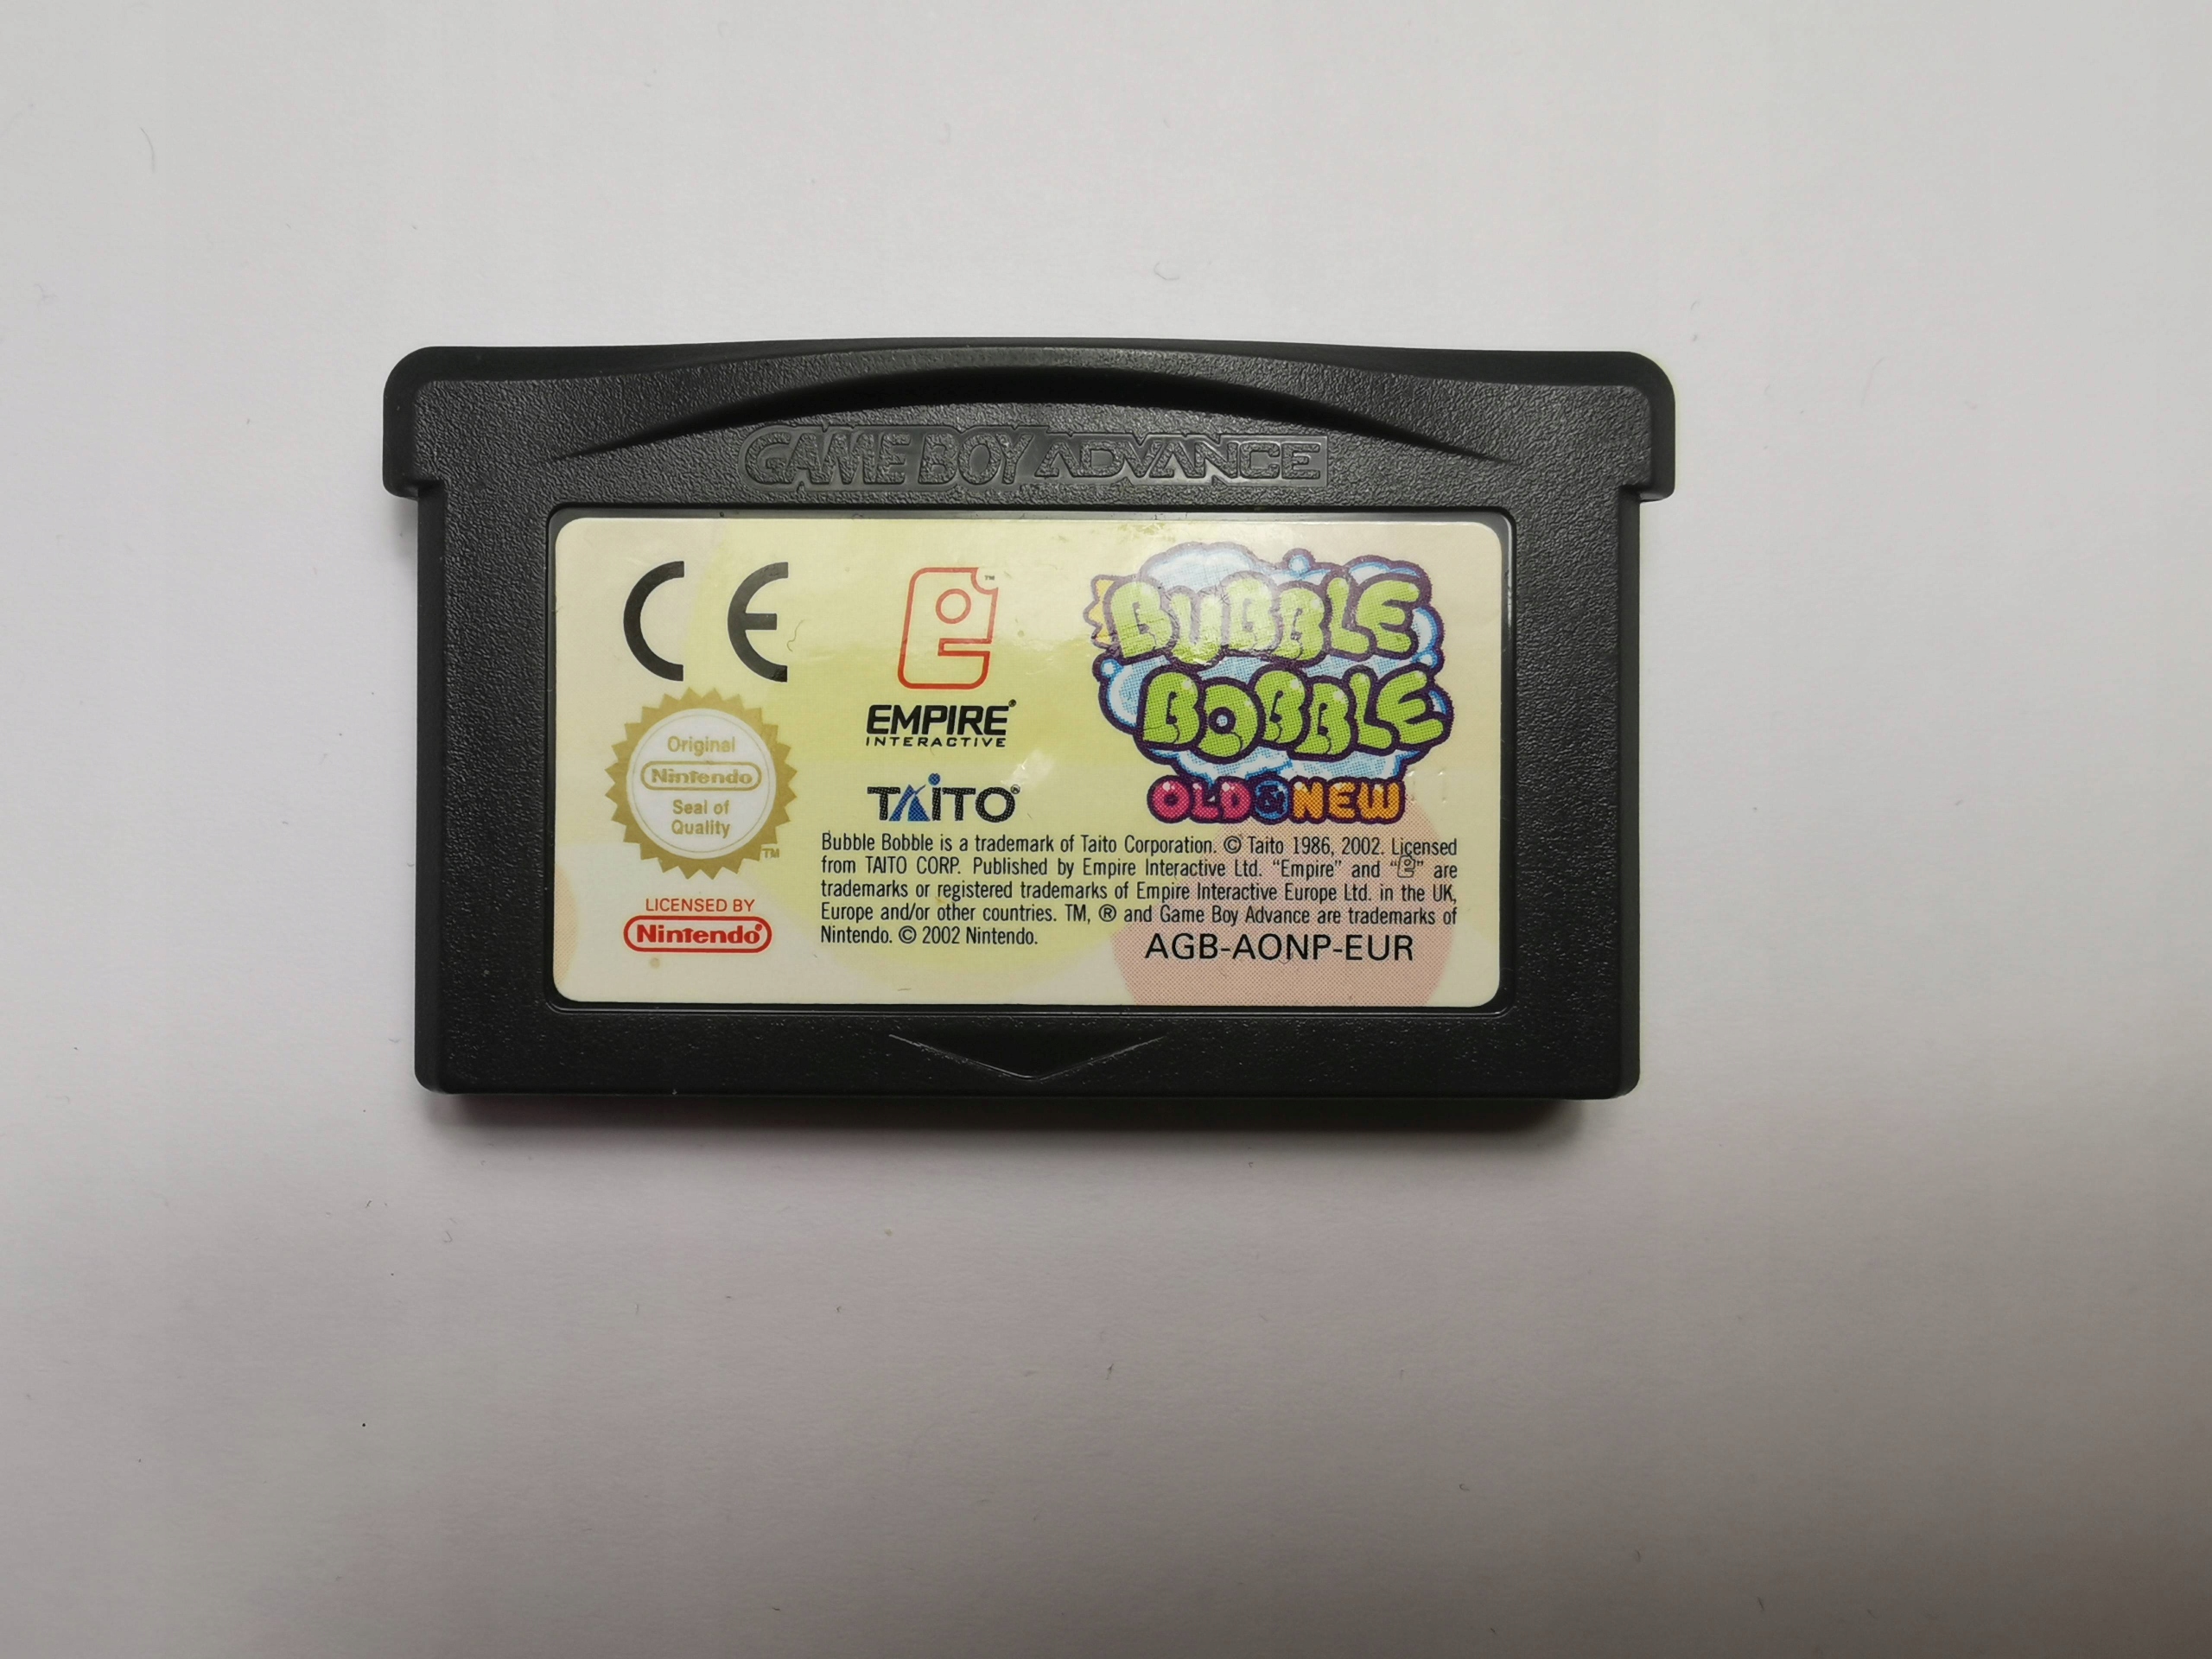 GAME BOY ADVANCE
CE
TM
EMPIRE®
INTERACTIVE
TAITO®
BUBBLE
BOBBLE
OLD & NEW
Original
Nintendo
Seal of
Quality
TM
LICENSED BY
Nintendo®
Bubble Bobble is a trademark of Taito Corporation. © Taito 1986, 2002. Licensed
from TAITO CORP. Published by Empire Interactive Ltd. “Empire” and “e” are
trademarks or registered trademarks of Empire Interactive Europe Ltd. in the UK,
Europe and/or other countries. TM, ® and Game Boy Advance are trademarks of
Nintendo. © 2002 Nintendo.
AGB-AONP-EUR